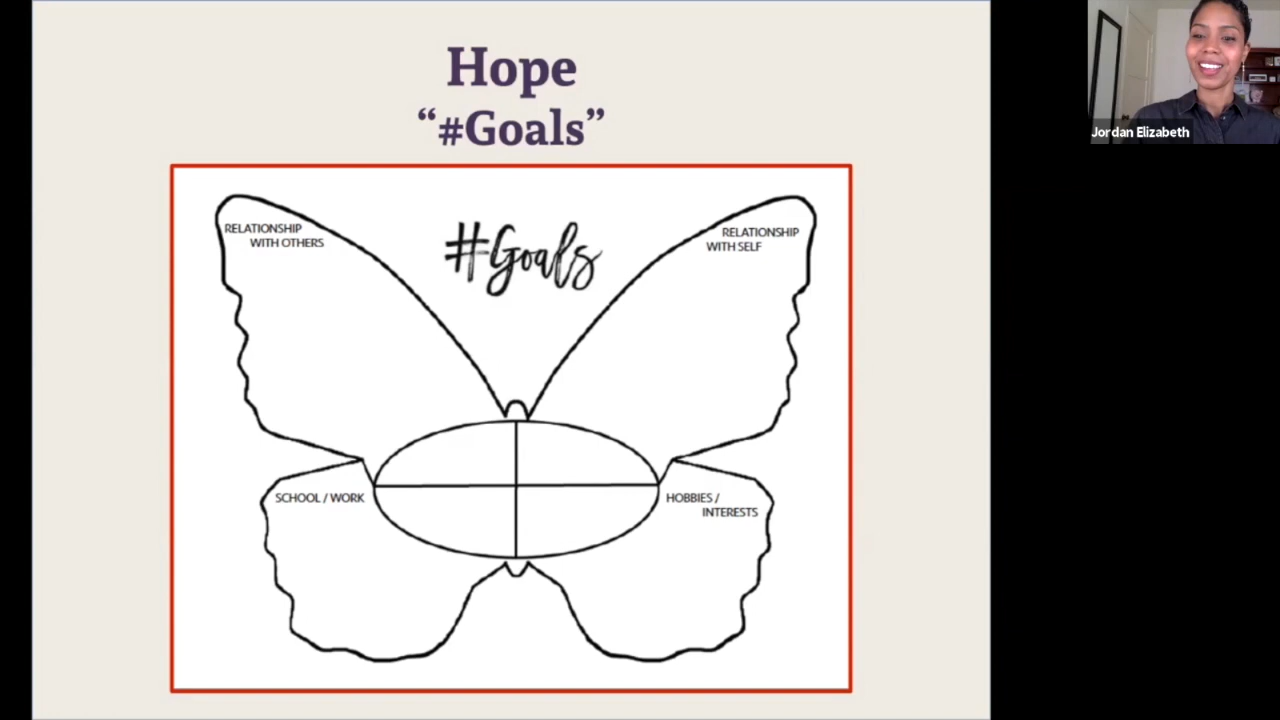 Hope
“#Goals”
#Goals
RELATIONSHIP
WITH OTHERS
RELATIONSHIP
WITH SELF
SCHOOL / WORK
HOBBIES /
INTERESTS
Jordan Elizabeth